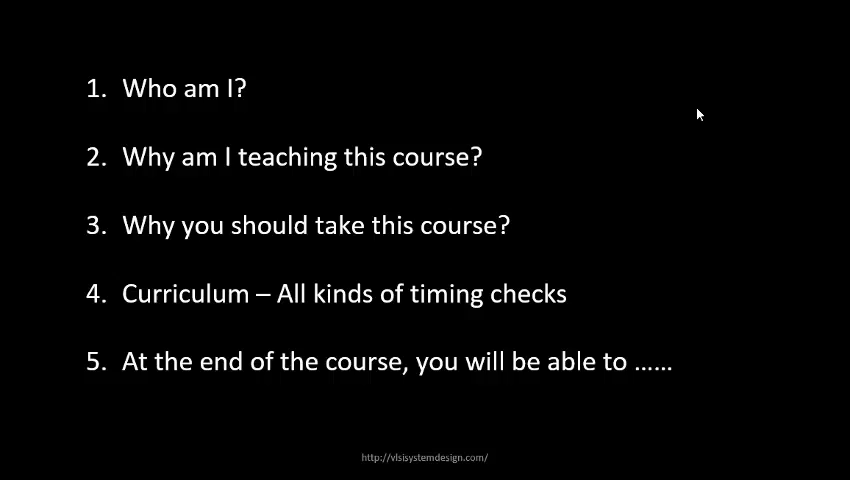 1. Who am I?
2. Why am I teaching this course?
3. Why you should take this course?
4. Curriculum – All kinds of timing checks
5. At the end of the course, you will be able to ......
http://vlsisystemdesign.com/